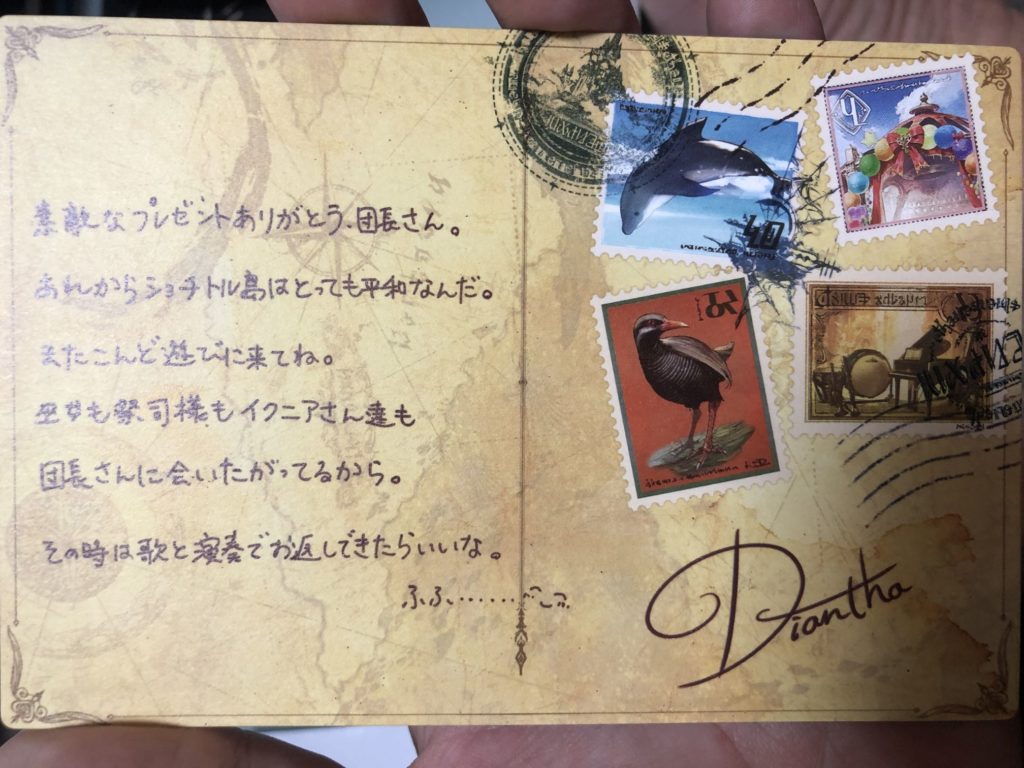 素敵なプレゼントありがとう、団長さん。
あれからショチトル島はとっても平和なんだ。
またこんど遊びに来てね。
巫女も祭司様もイクニアさん達も
団長さんに会いたがってるから。
その時は歌と演奏でお返しできたらいいな。
ふふ……
40
Diantha